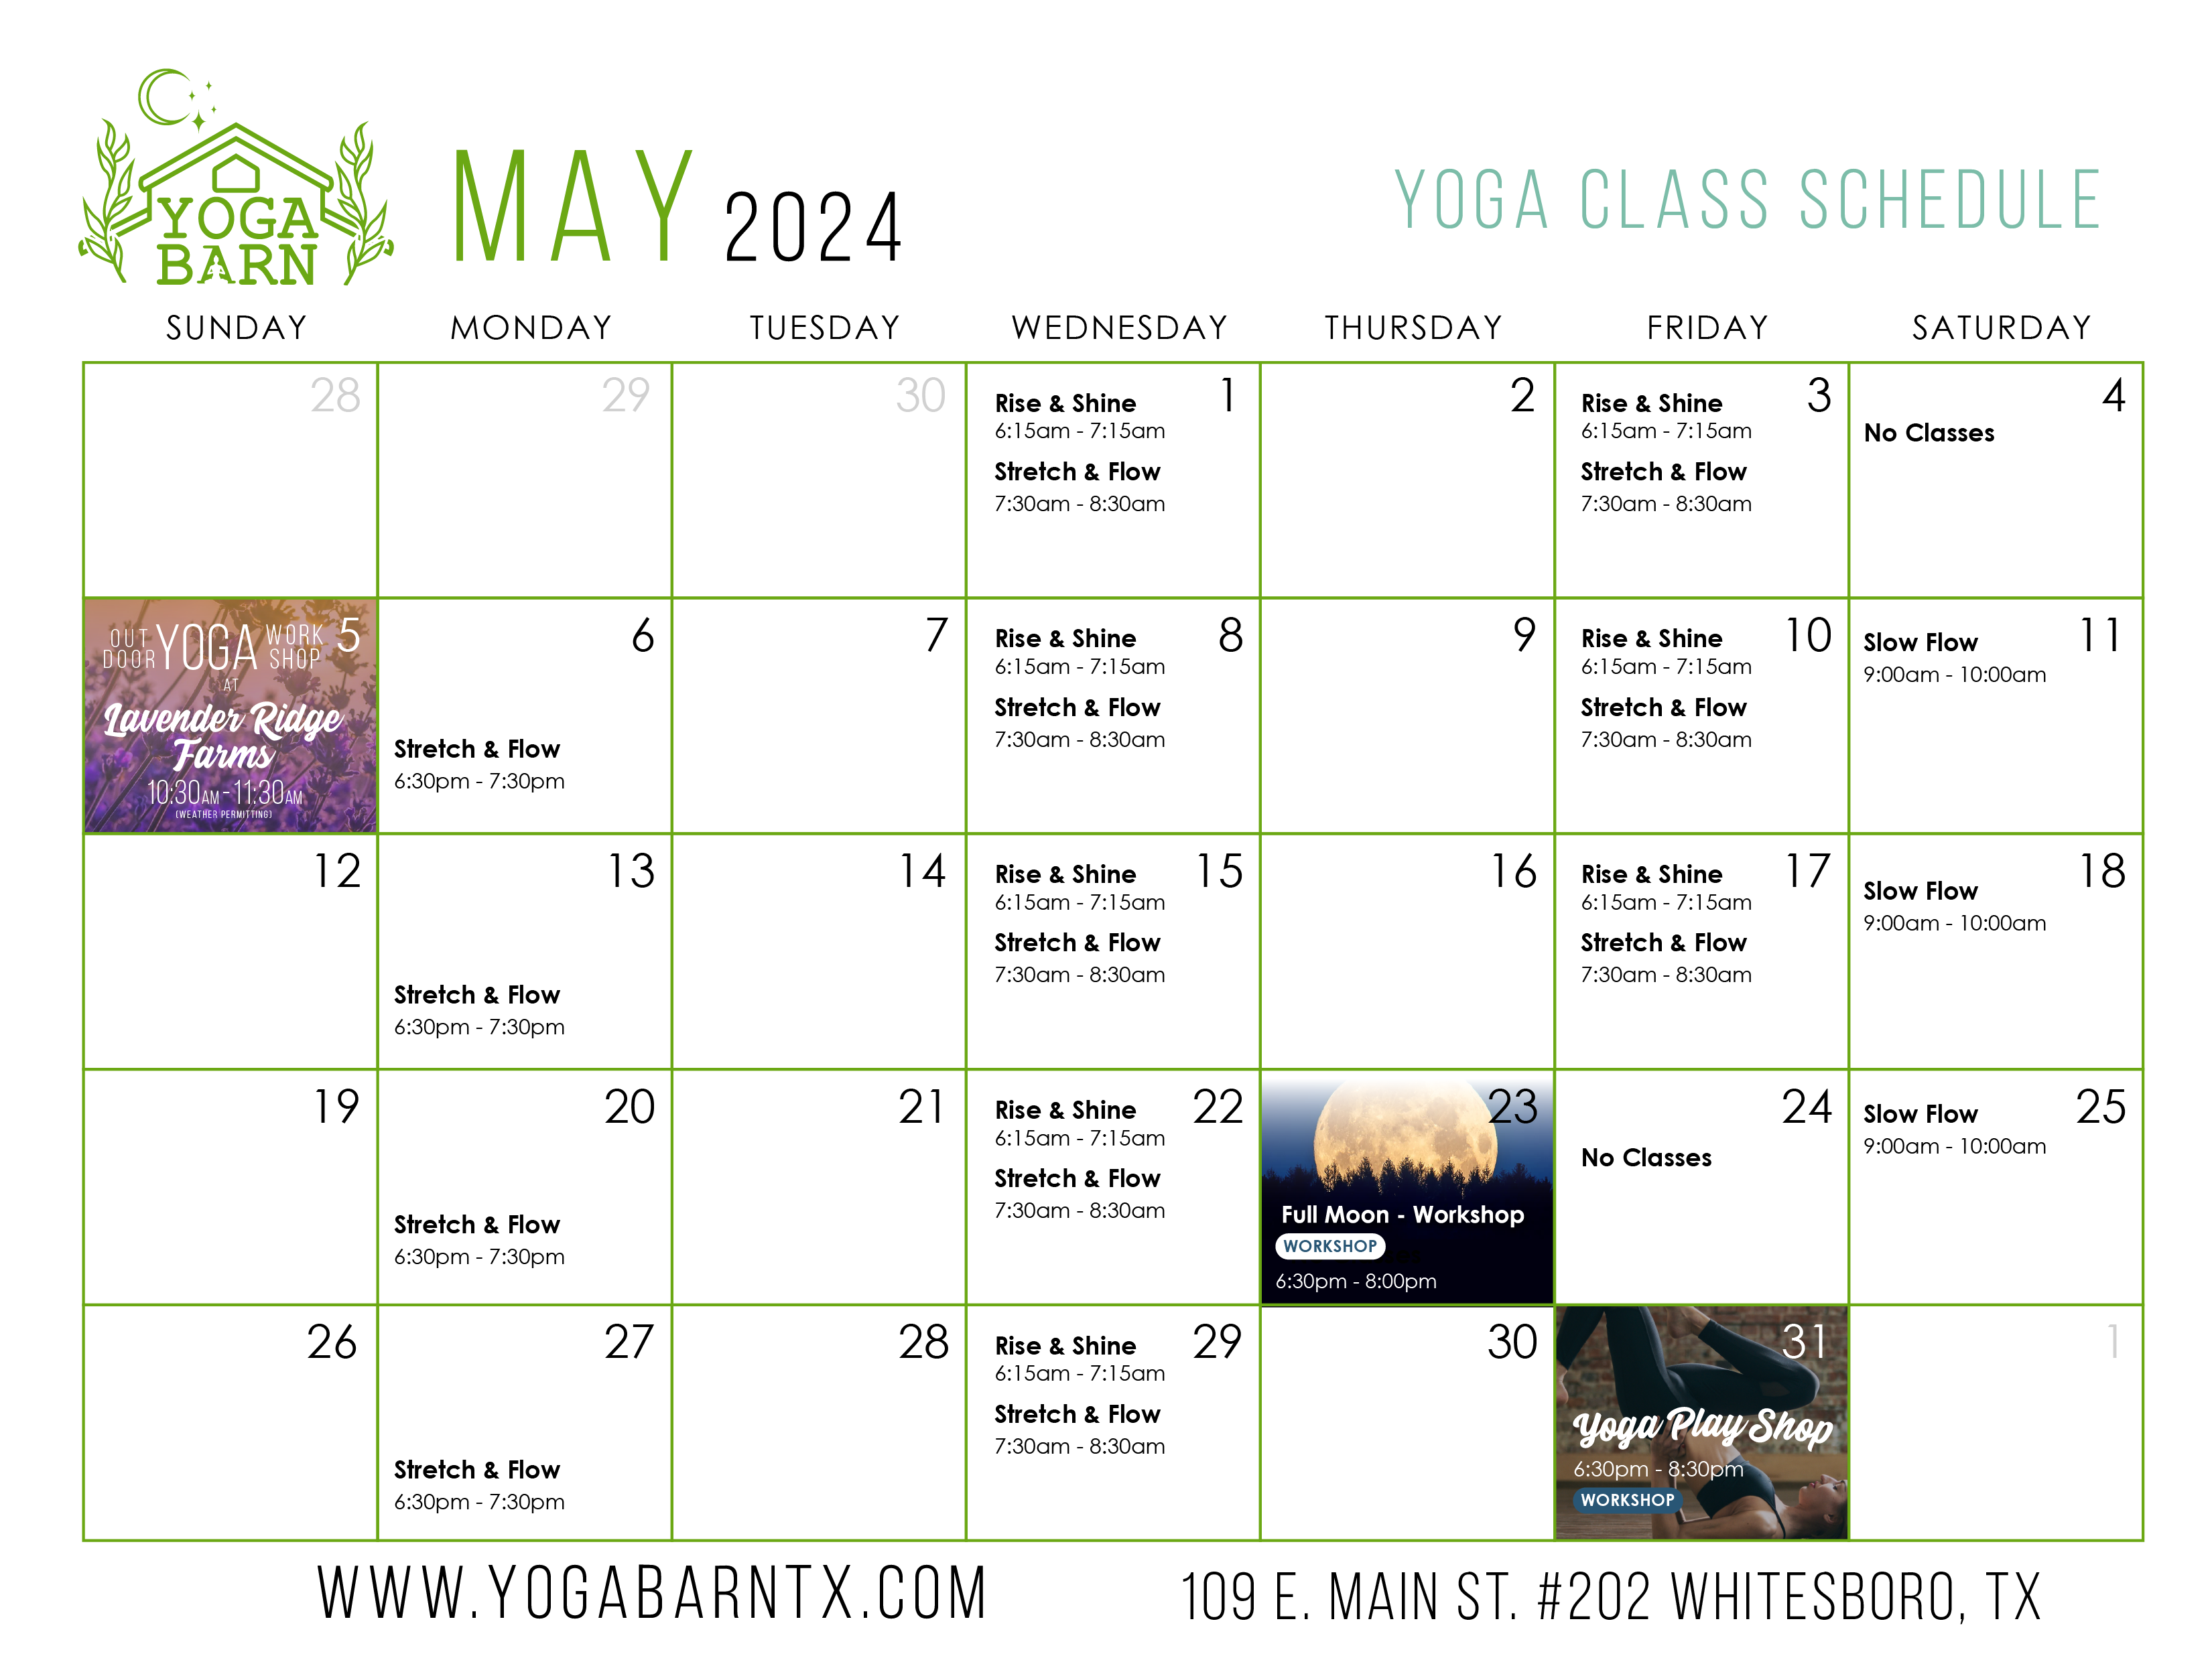 YOGA
BARN
MAY 2024
YOGA CLASS SCHEDULE
SUNDAY MONDAY TUESDAY WEDNESDAY THURSDAY FRIDAY SATURDAY
28
29
30
1
Rise & Shine
6:15am - 7:15am
Stretch & Flow
7:30am - 8:30am
2
3
Rise & Shine
6:15am - 7:15am
Stretch & Flow
7:30am - 8:30am
4
No Classes
5
OUT DOOR YOGA WORK SHOP
AT
Lavender Ridge
Farms
10:30AM - 11:30AM
(WEATHER PERMITTING)
6
Stretch & Flow
6:30pm - 7:30pm
7
8
Rise & Shine
6:15am - 7:15am
Stretch & Flow
7:30am - 8:30am
9
10
Rise & Shine
6:15am - 7:15am
Stretch & Flow
7:30am - 8:30am
11
Slow Flow
9:00am - 10:00am
12
13
Stretch & Flow
6:30pm - 7:30pm
14
15
Rise & Shine
6:15am - 7:15am
Stretch & Flow
7:30am - 8:30am
16
17
Rise & Shine
6:15am - 7:15am
Stretch & Flow
7:30am - 8:30am
18
Slow Flow
9:00am - 10:00am
19
20
Stretch & Flow
6:30pm - 7:30pm
21
22
Rise & Shine
6:15am - 7:15am
Stretch & Flow
7:30am - 8:30am
23
Full Moon - Workshop
WORKSHOP
6:30pm - 8:00pm
24
No Classes
25
Slow Flow
9:00am - 10:00am
26
27
Stretch & Flow
6:30pm - 7:30pm
28
29
Rise & Shine
6:15am - 7:15am
Stretch & Flow
7:30am - 8:30am
30
31
Yoga Play Shop
6:30pm - 8:30pm
WORKSHOP
1
WWW.YOGABARNTX.COM
109 E. MAIN ST. #202 WHITESBORO, TX